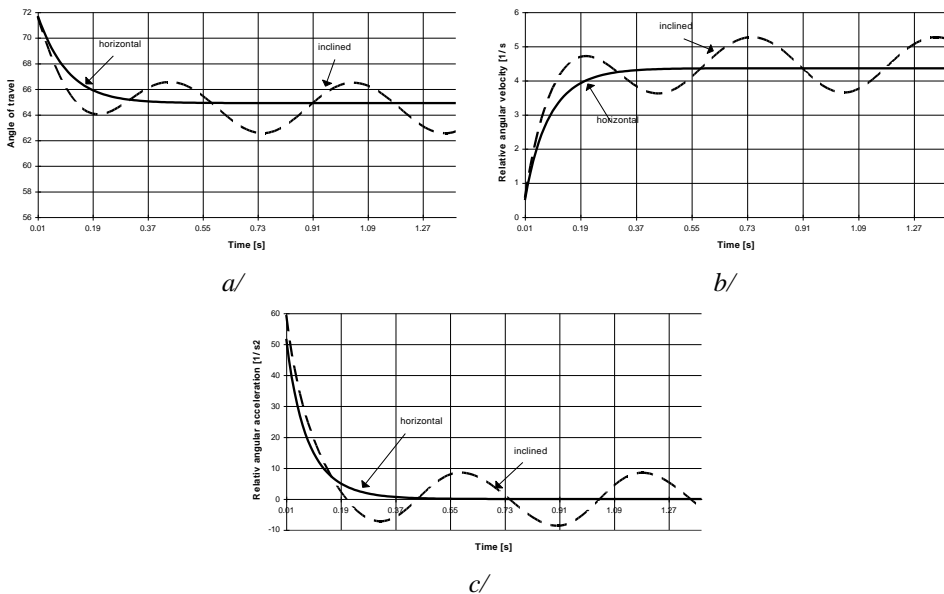 72
70
68
66
64
62
60
58
56
Angle of travel
horizontal
inclined
0.01 0.19 0.37 0.55 0.73 0.91 1.09 1.27
Time [s]
a/
6
5
4
3
2
1
0
Relative angular velocity [1/ s
inclined
horizontal
0.01 0.19 0.37 0.55 0.73 0.91 1.09 1.27
Time [s]
b/
60
50
40
30
20
10
0
-10
Relativ angular acceleration [1/ s2
horizontal
inclined
0.01 0.19 0.37 0.55 0.73 0.91 1.09 1.27
Time [s]
c/